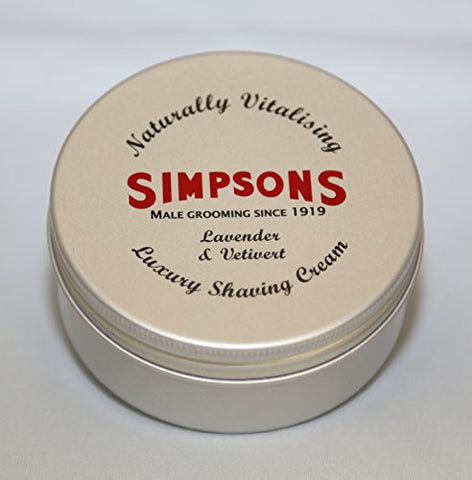 Naturally Vitalising
SIMPSONS
MALE GROOMING SINCE 1919
Lavender
& Vetivert
Luxury Shaving Cream